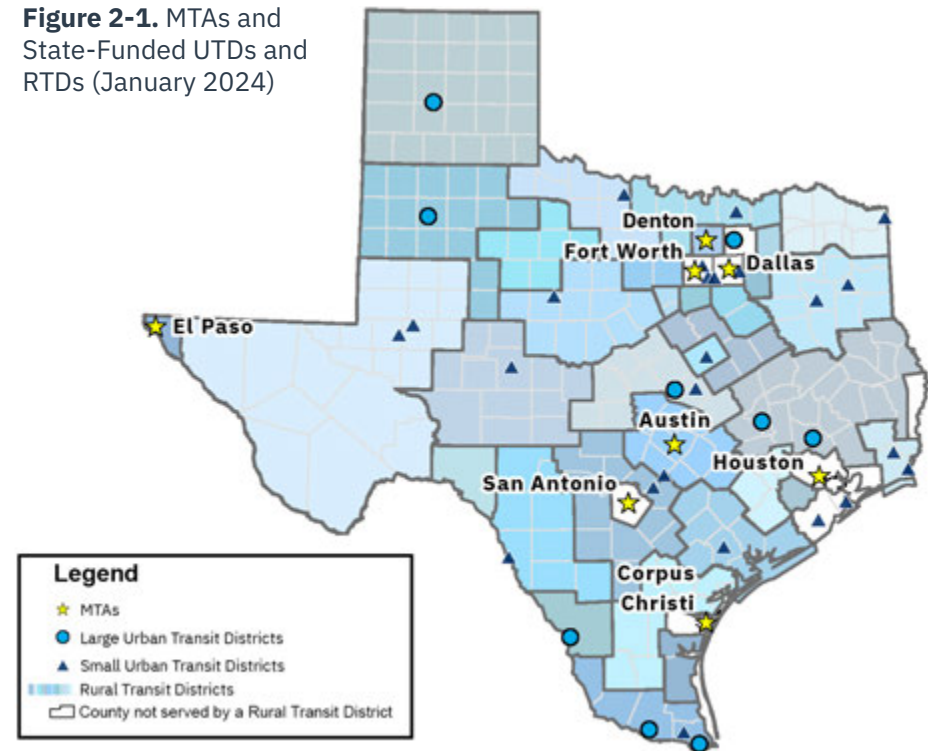 Figure 2-1. MTAs and
State-Funded UTDs and
RTDs (January 2024)
Denton
Fort Worth
Dallas
El Paso
Austin
Houston
San Antonio
Corpus
Christi
Legend
MTAs
Large Urban Transit Districts
Small Urban Transit Districts
Rural Transit Districts
County not served by a Rural Transit District